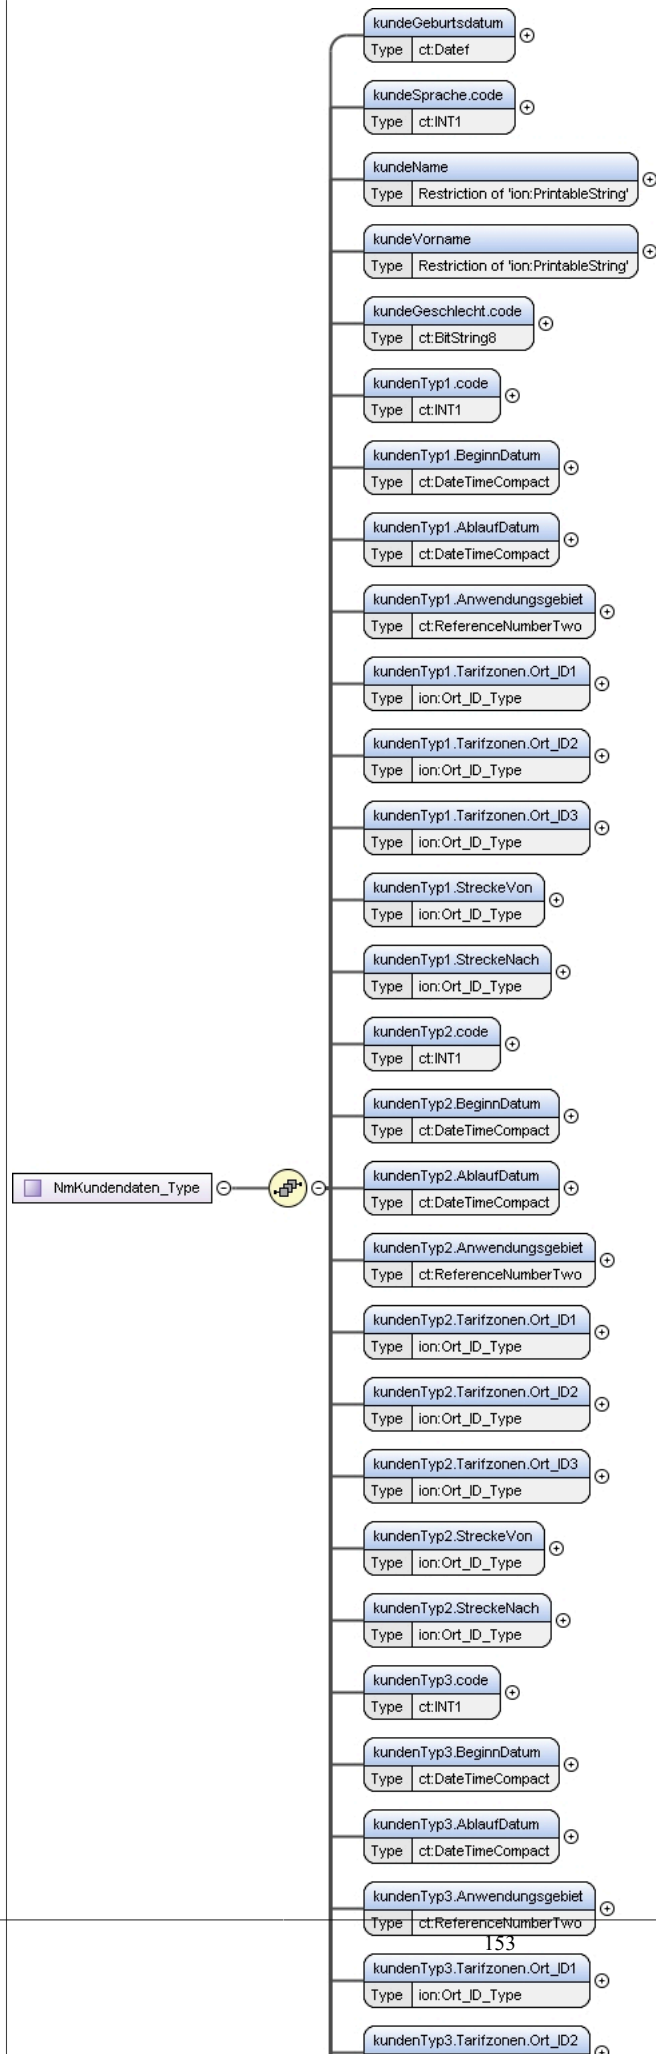 kundeGeburtsdatum
Type ct:Datef
kundeSprache.code
Type ct:INT1
kundeName
Type Restriction of 'ion:PrintableString'
kundeVorname
Type Restriction of 'ion:PrintableString'
kundeGeschlecht.code
Type ct:BitString8
kundenTyp1.code
Type ct:INT1
kundenTyp1.BeginnDatum
Type ct:DateTimeCompact
kundenTyp1.AblaufDatum
Type ct:DateTimeCompact
kundenTyp1.Anwendungsgebiet
Type ct:ReferenceNumberTwo
kundenTyp1.Tarifzonen.Ort_ID1
Type ion:Ort_ID_Type
kundenTyp1.Tarifzonen.Ort_ID2
Type ion:Ort_ID_Type
kundenTyp1.Tarifzonen.Ort_ID3
Type ion:Ort_ID_Type
kundenTyp1.StreckeVon
Type ion:Ort_ID_Type
kundenTyp1.StreckeNach
Type ion:Ort_ID_Type
kundenTyp2.code
Type ct:INT1
kundenTyp2.BeginnDatum
Type ct:DateTimeCompact
NmKundendaten_Type
kundenTyp2.AblaufDatum
Type ct:DateTimeCompact
kundenTyp2.Anwendungsgebiet
Type ct:ReferenceNumberTwo
kundenTyp2.Tarifzonen.Ort_ID1
Type ion:Ort_ID_Type
kundenTyp2.Tarifzonen.Ort_ID2
Type ion:Ort_ID_Type
kundenTyp2.Tarifzonen.Ort_ID3
Type ion:Ort_ID_Type
kundenTyp2.StreckeVon
Type ion:Ort_ID_Type
kundenTyp2.StreckeNach
Type ion:Ort_ID_Type
kundenTyp3.code
Type ct:INT1
kundenTyp3.BeginnDatum
Type ct:DateTimeCompact
kundenTyp3.AblaufDatum
Type ct:DateTimeCompact
kundenTyp3.Anwendungsgebiet
Type ct:ReferenceNumberTwo
153
kundenTyp3.Tarifzonen.Ort_ID1
Type ion:Ort_ID_Type
kundenTyp3.Tarifzonen.Ort_ID2